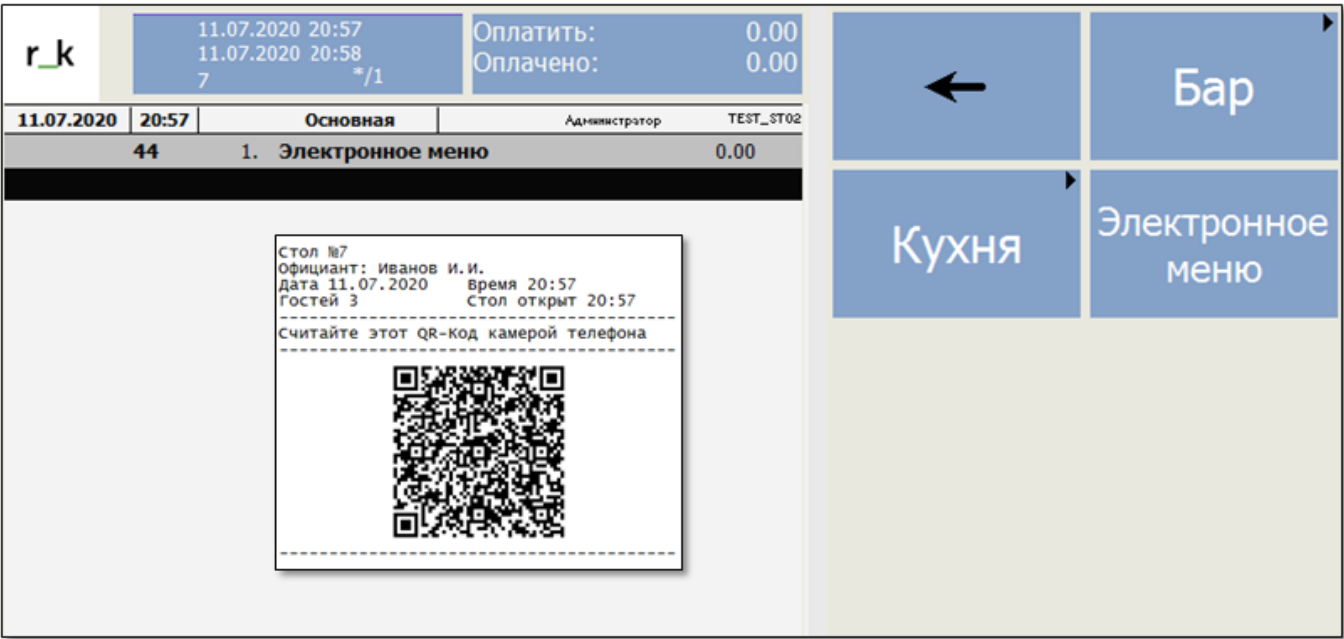 r_k
11.07.2020 20:57
11.07.2020 20:58
7 */1
Оплатить: 0.00
Оплачено: 0.00
11.07.2020 20:57 Основная Администратор TEST_ST02
44 1. Электронное меню 0.00
Стол №7
Официант: Иванов И.И.
Дата 11.07.2020 Время 20:57
Гостей 3 Стол открыт 20:57
Считайте этот QR-Код камерой телефона
Бар
Кухня
Электронное
меню